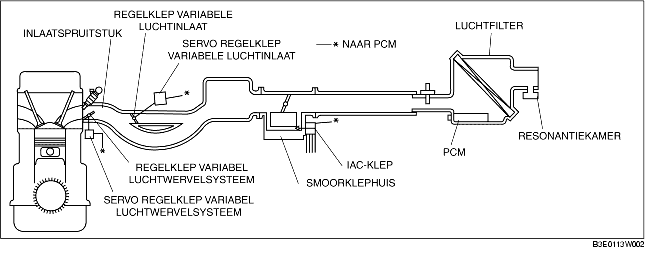 REGELKLEP VARIABELE
LUCHTINLAAT
LUCHTFILTER
INLAATSPRUITSTUK
SERVO REGELKLEP
VARIABELE LUCHTINLAAT
* NAAR PCM
*
*
*
RESONANTIEKAMER
PCM
IAC-KLEP
REGELKLEP VARIABEL
LUCHTWERVELSYSTEEM
SMOORKLEPHUIS
SERVO REGELKLEP VARIABEL
LUCHTWERVELSYSTEEM
B3E0113W002